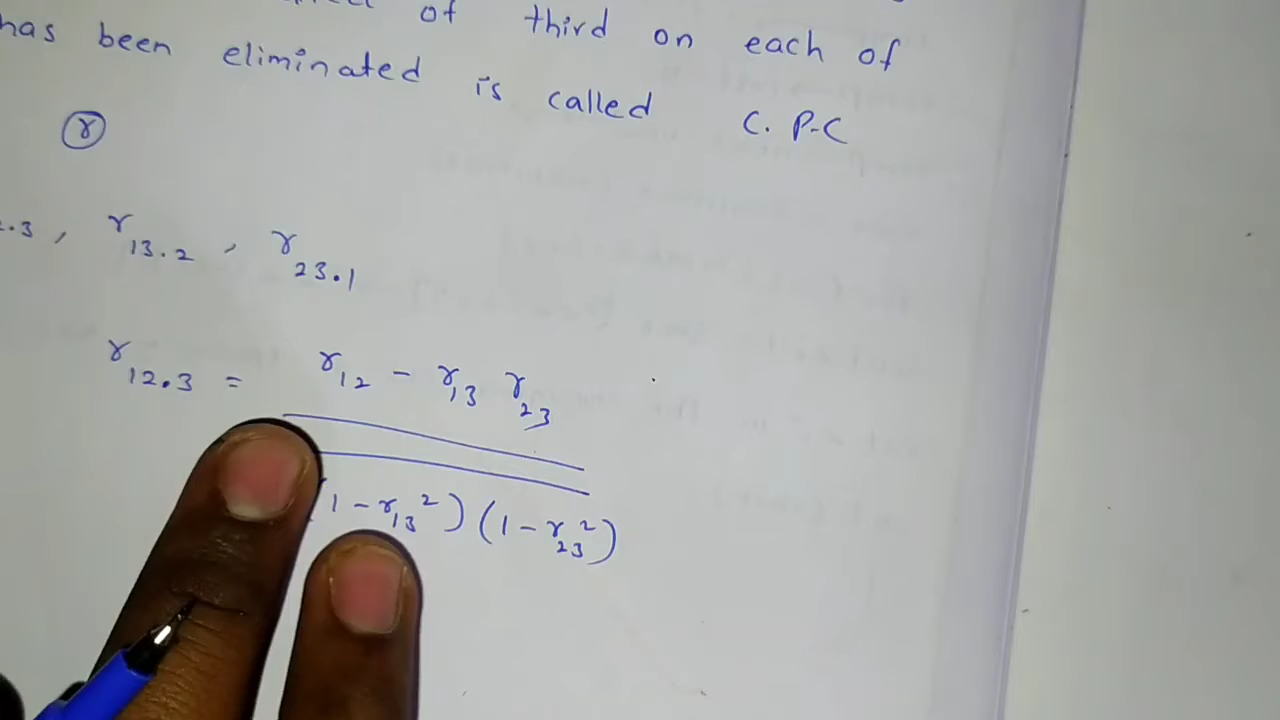 of third on each of
has been eliminated is called C. P-C
r
.3 , r13.2 , r23.1
r12.3 = r12 - r13 r23
(1 - r13²) (1 - r23²)